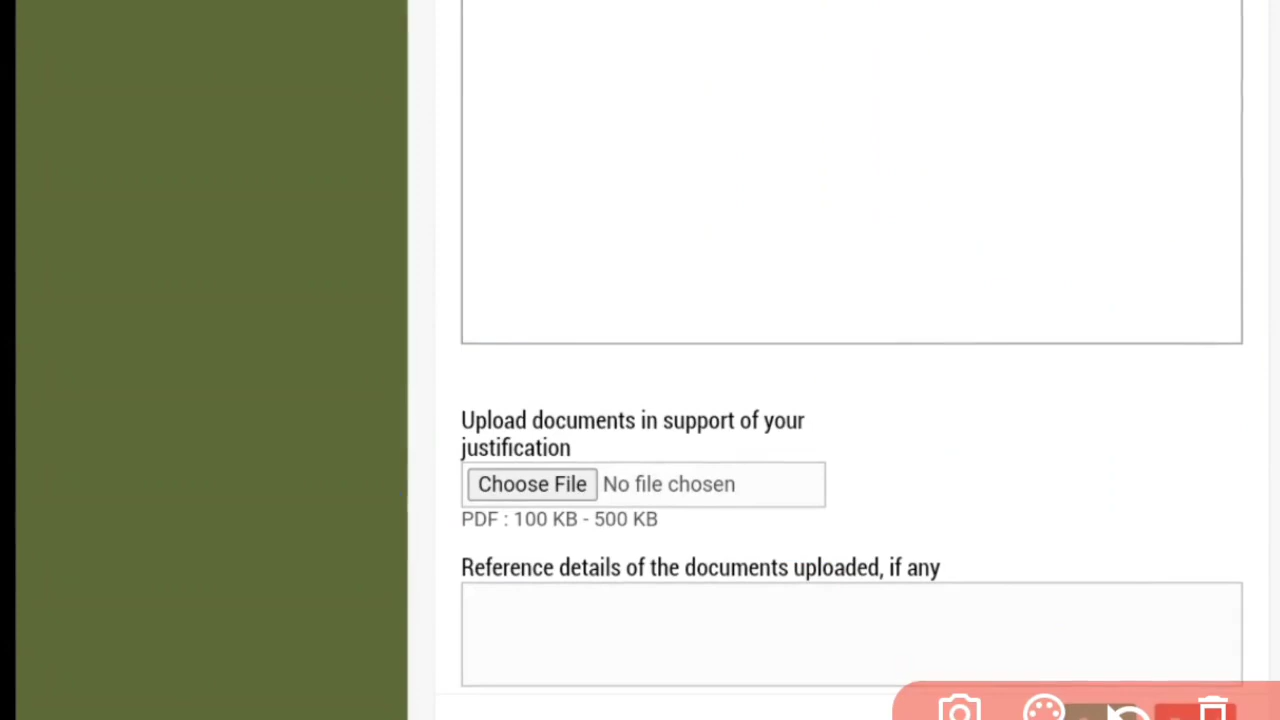 Upload documents in support of your
justification
Choose File No file chosen
PDF : 100 KB - 500 KB
Reference details of the documents uploaded, if any